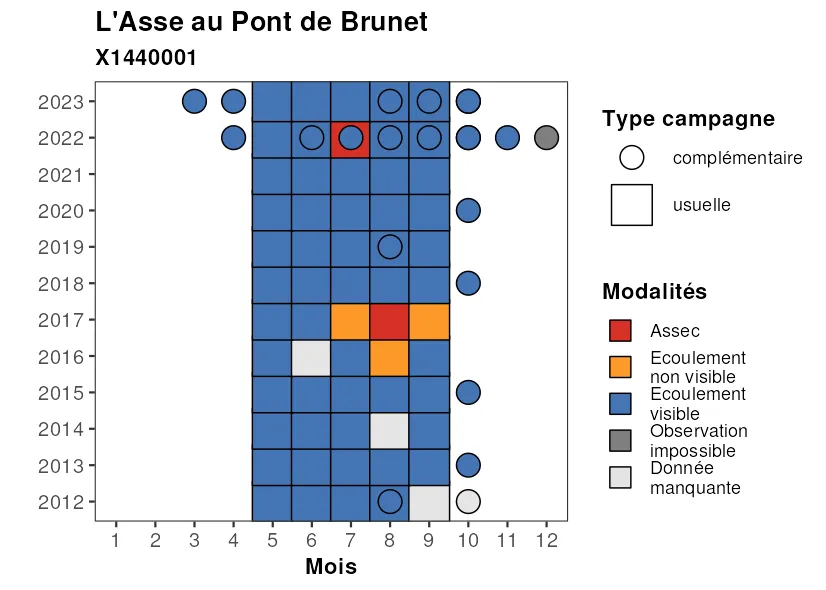 L'Asse au Pont de Brunet
X1440001
2023
2022
2021
2020
2019
2018
2017
2016
2015
2014
2013
2012
1 2 3 4 5 6 7 8 9 10 11 12
Mois
Type campagne
complémentaire
usuelle
Modalités
Assec
Ecoulement
non visible
Ecoulement
visible
Observation
impossible
Donnée
manquante